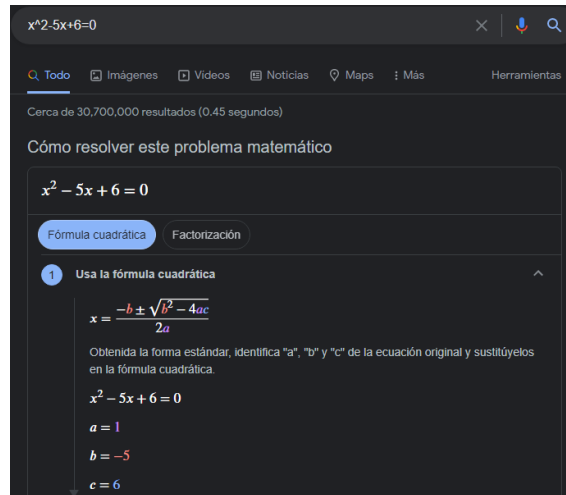 x^2-5x+6=0
Todo Imágenes Vídeos Noticias Maps Más Herramientas
Cerca de 30,700,000 resultados (0.45 segundos)
Cómo resolver este problema matemático
x² − 5x + 6 = 0
Fórmula cuadrática Factorización
1 Usa la fórmula cuadrática
x = (−b ± √(b² − 4ac)) / 2a
Obtenida la forma estándar, identifica "a", "b" y "c" de la ecuación original y sustitúyelos
en la fórmula cuadrática.
x² − 5x + 6 = 0
a = 1
b = −5
c = 6